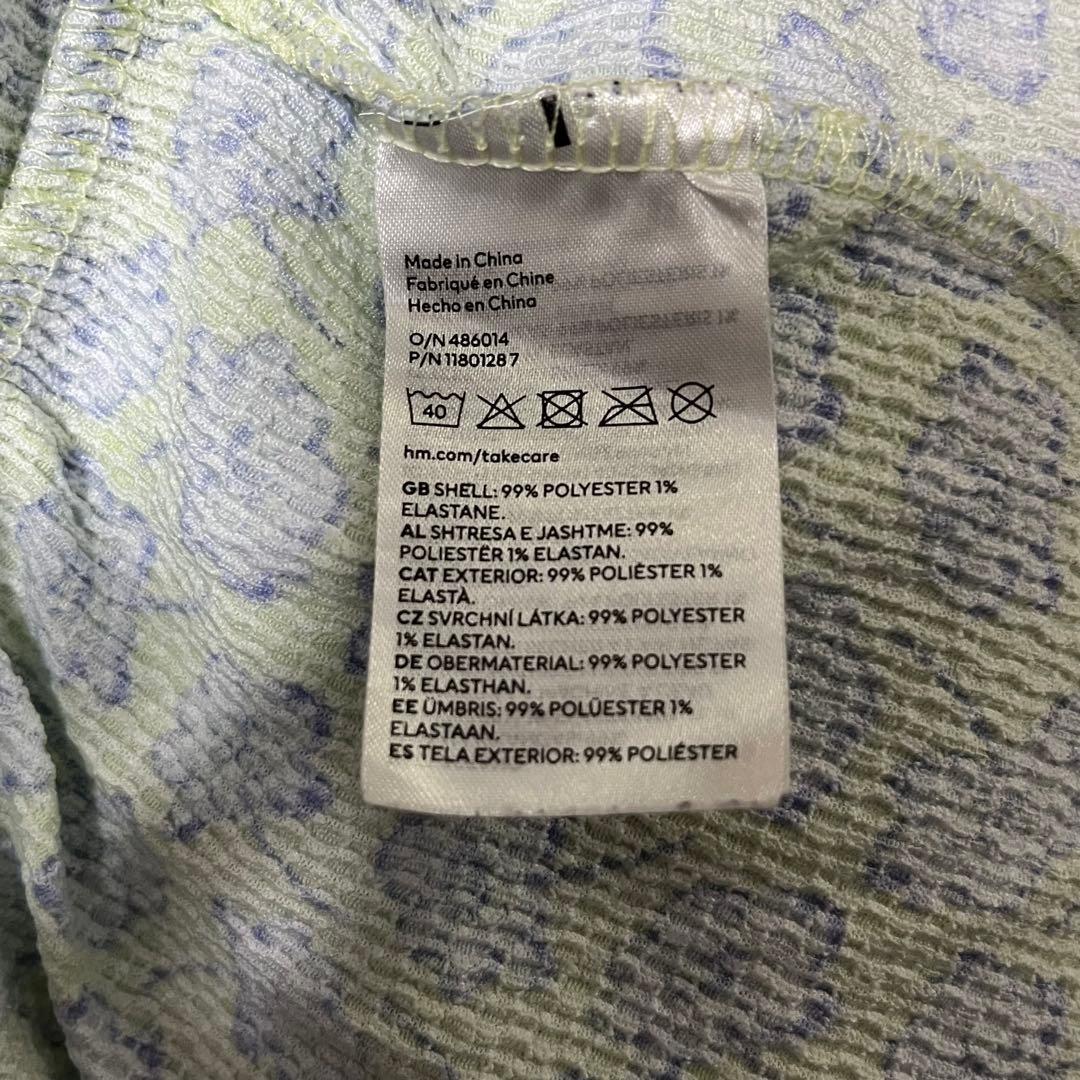 Made in China
Fabriqué en Chine
Hecho en China
O/N 486014
P/N 1180128 7
40
hm.com/takecare
GB SHELL: 99% POLYESTER 1%
ELASTANE.
AL SHTRESA E JASHTME: 99%
POLIESTËR 1% ELASTAN.
CAT EXTERIOR: 99% POLIÈSTER 1%
ELASTÀ.
CZ SVRCHNÍ LÁTKA: 99% POLYESTER
1% ELASTAN.
DE OBERMATERIAL: 99% POLYESTER
1% ELASTHAN.
EE ÜMBRIS: 99% POLÜESTER 1%
ELASTAAN.
ES TELA EXTERIOR: 99% POLIÉSTER